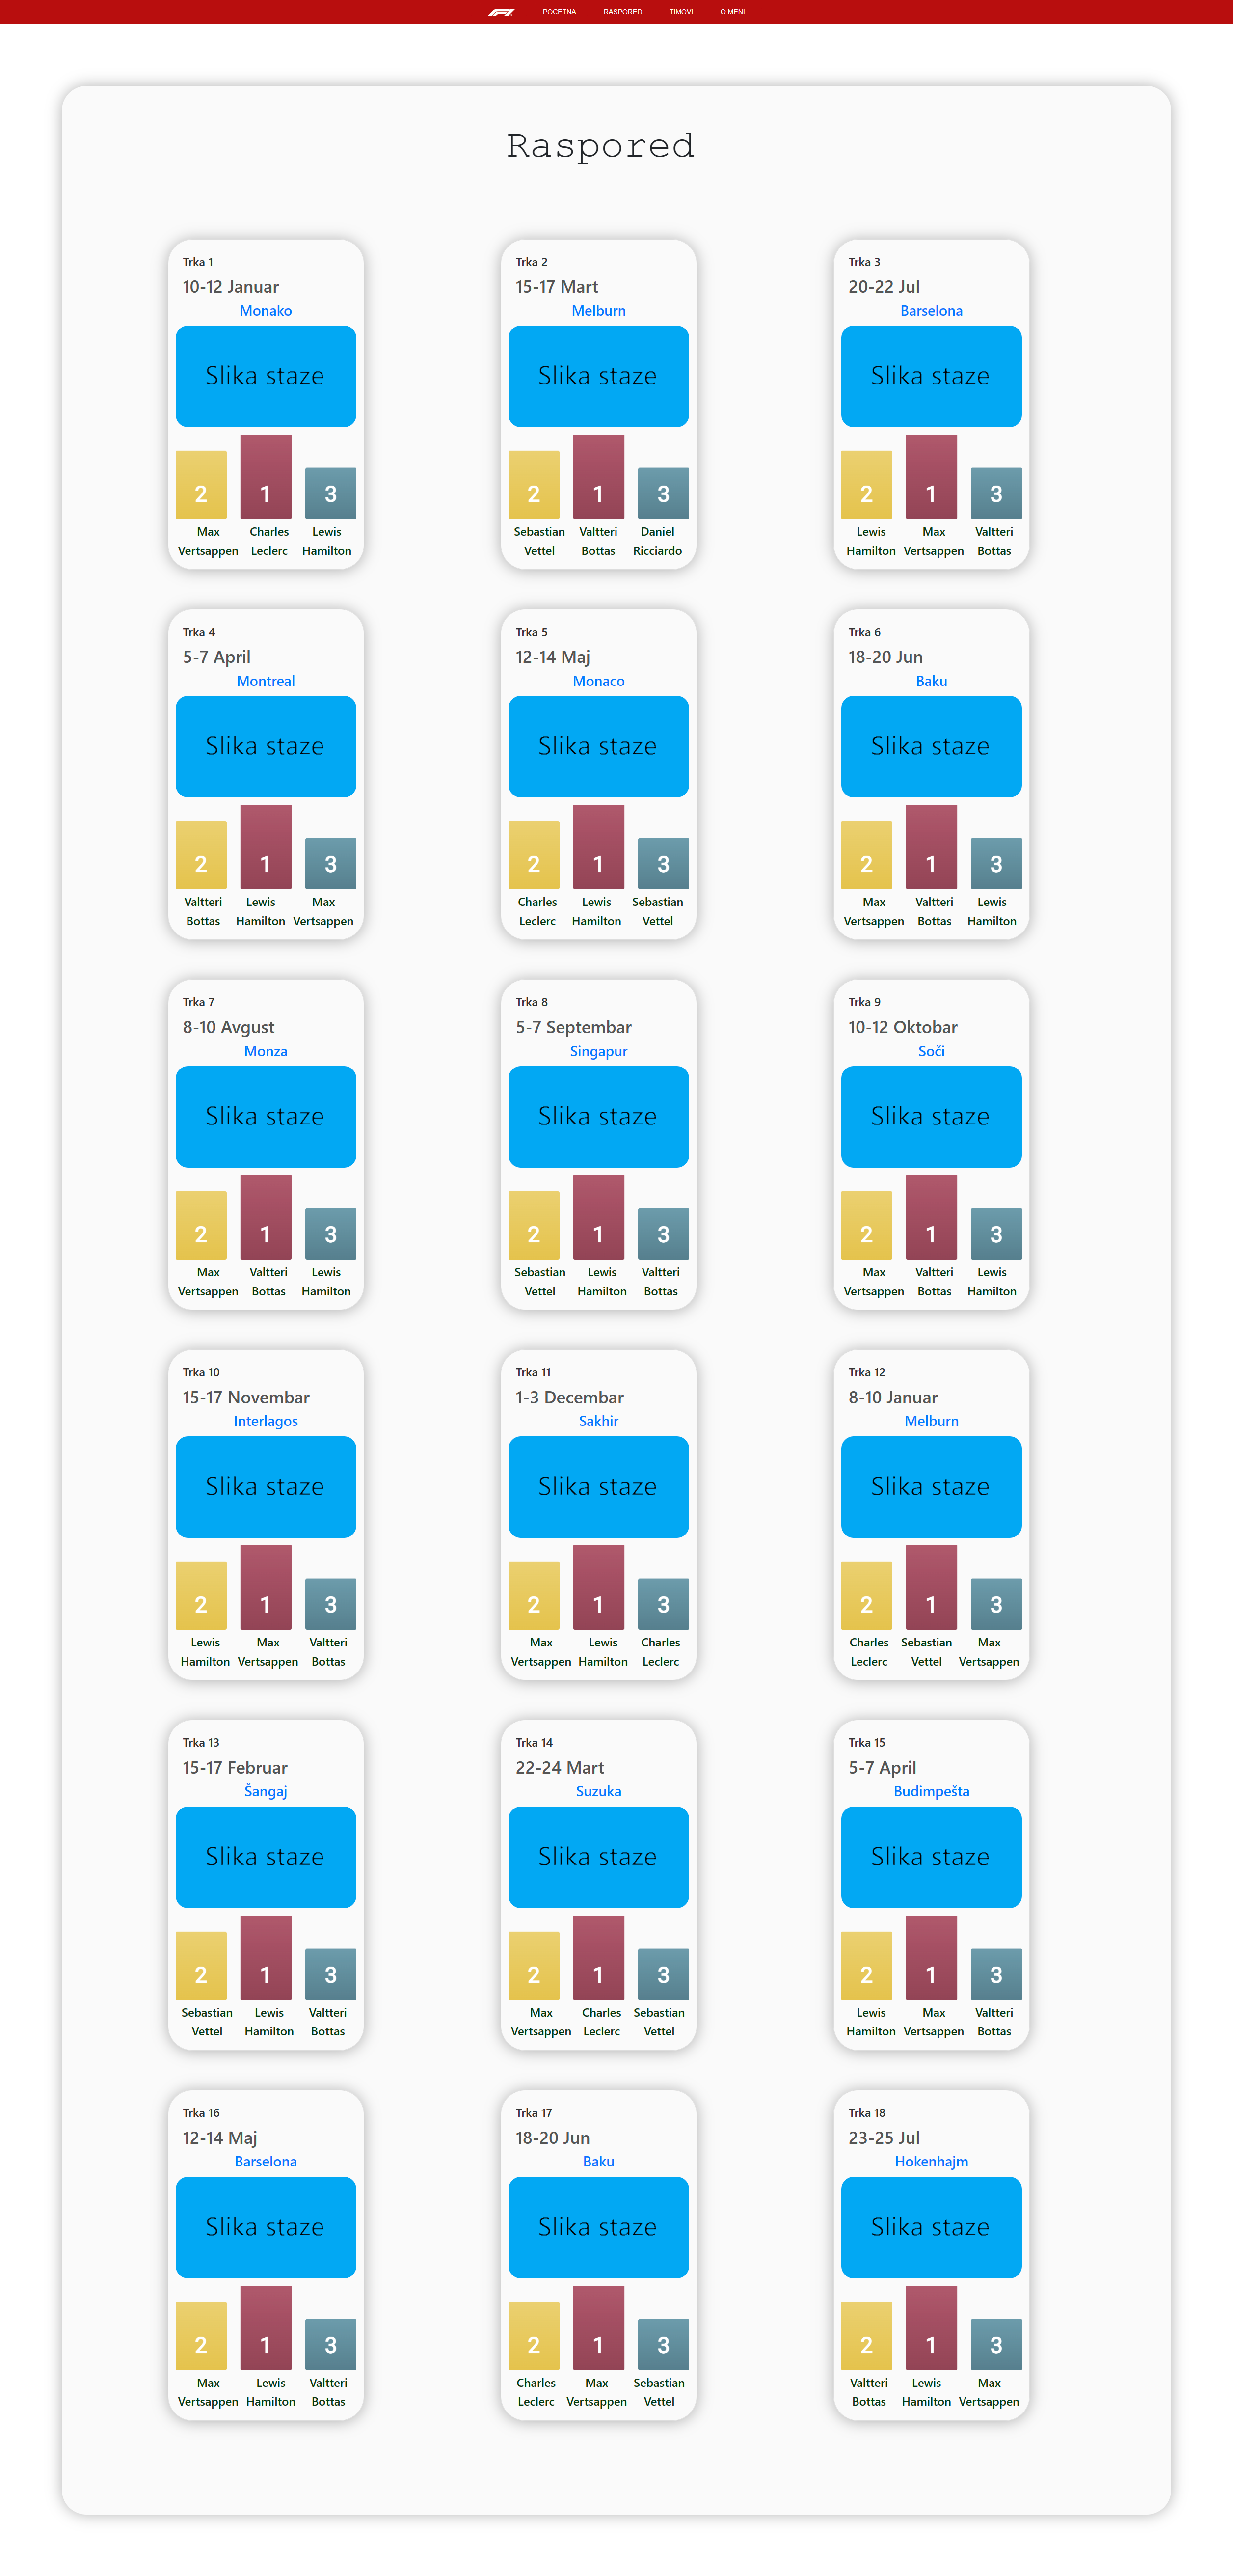 POCETNA RASPORED TIMOVI O MENI
Raspored
Trka 1
10-12 Januar
Monako
Slika staze
2 1 3
Max Charles Lewis
Vertsappen Leclerc Hamilton
Trka 2
15-17 Mart
Melburn
Slika staze
2 1 3
Sebastian Valtteri Daniel
Vettel Bottas Ricciardo
Trka 3
20-22 Jul
Barselona
Slika staze
2 1 3
Lewis Max Valtteri
Hamilton Vertsappen Bottas
Trka 4
5-7 April
Montreal
Slika staze
2 1 3
Valtteri Lewis Max
Bottas Hamilton Vertsappen
Trka 5
12-14 Maj
Monaco
Slika staze
2 1 3
Charles Lewis Sebastian
Leclerc Hamilton Vettel
Trka 6
18-20 Jun
Baku
Slika staze
2 1 3
Max Valtteri Lewis
Vertsappen Bottas Hamilton
Trka 7
8-10 Avgust
Monza
Slika staze
2 1 3
Max Valtteri Lewis
Vertsappen Bottas Hamilton
Trka 8
5-7 Septembar
Singapur
Slika staze
2 1 3
Sebastian Lewis Valtteri
Vettel Hamilton Bottas
Trka 9
10-12 Oktobar
Soči
Slika staze
2 1 3
Max Valtteri Lewis
Vertsappen Bottas Hamilton
Trka 10
15-17 Novembar
Interlagos
Slika staze
2 1 3
Lewis Max Valtteri
Hamilton Vertsappen Bottas
Trka 11
1-3 Decembar
Sakhir
Slika staze
2 1 3
Max Lewis Charles
Vertsappen Hamilton Leclerc
Trka 12
8-10 Januar
Melburn
Slika staze
2 1 3
Charles Sebastian Max
Leclerc Vettel Vertsappen
Trka 13
15-17 Februar
Šangaj
Slika staze
2 1 3
Sebastian Lewis Valtteri
Vettel Hamilton Bottas
Trka 14
22-24 Mart
Suzuka
Slika staze
2 1 3
Max Charles Sebastian
Vertsappen Leclerc Vettel
Trka 15
5-7 April
Budimpešta
Slika staze
2 1 3
Lewis Max Valtteri
Hamilton Vertsappen Bottas
Trka 16
12-14 Maj
Barselona
Slika staze
2 1 3
Max Lewis Valtteri
Vertsappen Hamilton Bottas
Trka 17
18-20 Jun
Baku
Slika staze
2 1 3
Charles Max Sebastian
Leclerc Vertsappen Vettel
Trka 18
23-25 Jul
Hokenhajm
Slika staze
2 1 3
Valtteri Lewis Max
Bottas Hamilton Vertsappen